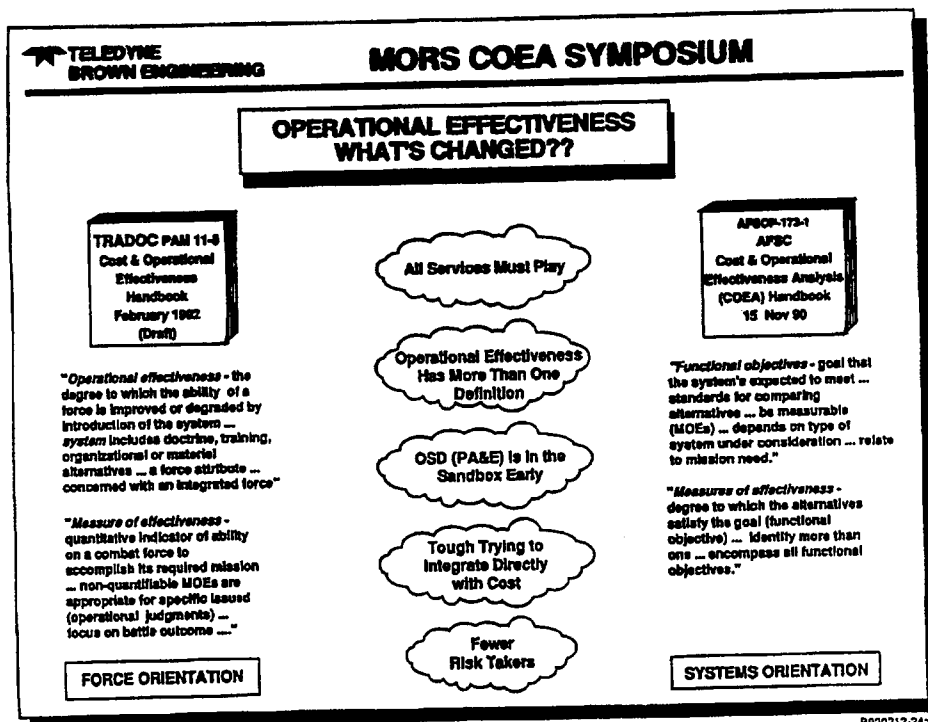 TELEDYNE
BROWN ENGINEERING
MORS COEA SYMPOSIUM
OPERATIONAL EFFECTIVENESS
WHAT'S CHANGED??
TRADOC PAM 11-8
Cost & Operational
Effectiveness
Handbook
February 1992
(Draft)
"Operational effectiveness - the
degree to which the ability of a
force is improved or degraded by
introduction of the system ...
system includes doctrine, training,
organizational or materiel
alternatives ... a force attribute ...
concerned with an integrated force"
"Measure of effectiveness -
quantitative indicator of ability
on a combat force to
accomplish its required mission
... non-quantifiable MOEs are
appropriate for specific issued
(operational judgments) ...
focus on battle outcome ...."
FORCE ORIENTATION
All Services Must Play
Operational Effectiveness
Has More Than One
Definition
OSD (PA&E) Is in the
Sandbox Early
Tough Trying to
Integrate Directly
with Cost
Fewer
Risk Takers
AFSC
Cost & Operational
Effectiveness Analysis
(COEA) Handbook
15 Nov 90
"Functional objectives - goal that
the system's expected to meet ...
standards for comparing
alternatives ... be measurable
(MOEs) ... depends on type of
system under consideration ... relate
to mission need."
"Measures of effectiveness -
degree to which the alternatives
satisfy the goal (functional
objective) ... identify more than
one ... encompass all functional
objectives."
SYSTEMS ORIENTATION